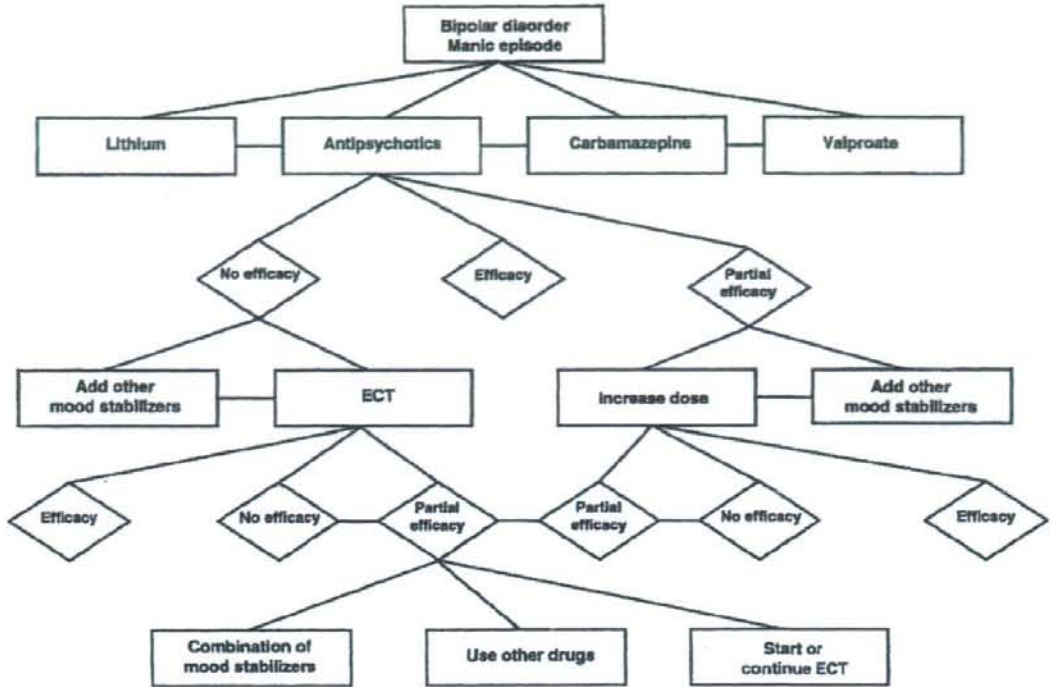 Bipolar disorder
Manic episode
Lithium
Antipsychotics
Carbamazepine
Valproate
No efficacy
Efficacy
Partial
efficacy
Add other
mood stabilizers
ECT
Increase dose
Add other
mood stabilizers
Efficacy
No efficacy
Partial
efficacy
Partial
efficacy
No efficacy
Efficacy
Combination of
mood stabilizers
Use other drugs
Start or
continue ECT